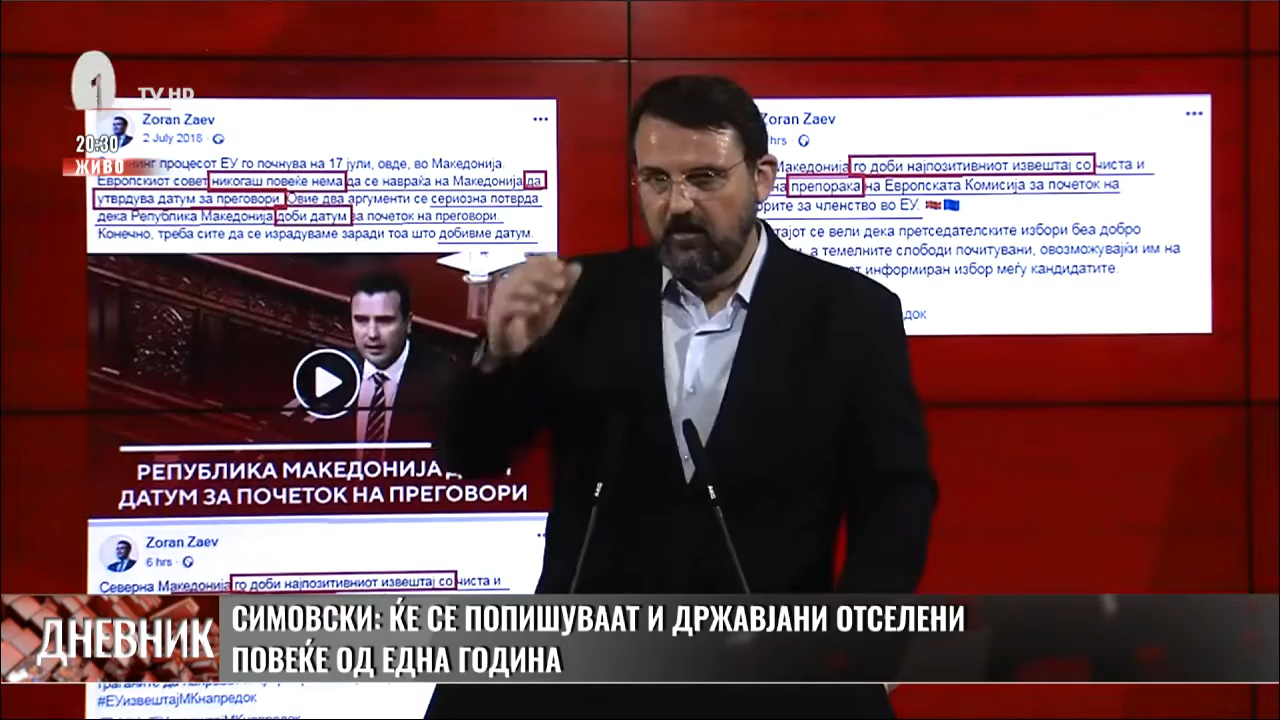 1
TV.HR
20:30
ЖИВО
Zoran Zaev
2 July 2018
процесот ЕУ го почнува на 17 јули, овде, во Македонија.
Европскиот совет никогаш повеќе нема да се навраќа на Македонија да
утврдува датум за преговори. Овие два аргументи се сериозна потврда
дека Република Македонија доби датум за почеток на преговори.
Конечно, треба сите да се израдуваме заради тоа што добивме датум.
РЕПУБЛИКА МАКЕДОНИЈА
ДАТУМ ЗА ПОЧЕТОК НА ПРЕГОВОРИ
Zoran Zaev
6 hrs
Северна Македонија го доби најпозитивниот извештај со чиста и
#ЕУизвештајМКнапредок
Zoran Zaev
hrs
Македонија го доби најпозитивниот извештај со чиста и
на препорака на Европската Комисија за почеток на
за членство во ЕУ.
се вели дека претседателските избори беа добро
а темелните слободи почитувани, овозможувајќи им на
информиран избор меѓу кандидатите.
ДНЕВНИК
СИМОВСКИ: ЌЕ СЕ ПОПИШУВААТ И ДРЖАВЈАНИ ОТСЕЛЕНИ
ПОВЕЌЕ ОД ЕДНА ГОДИНА